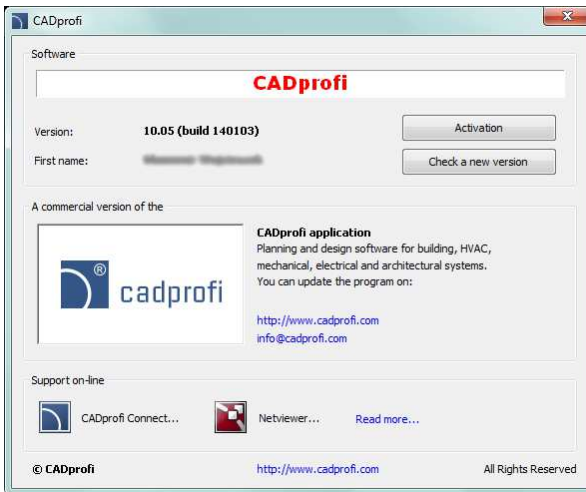 CADprofi
Software
CADprofi
Version: 10.05 (build 140103) Activation
First name: Check a new version
A commercial version of the
® cadprofi
CADprofi application
Planning and design software for building, HVAC,
mechanical, electrical and architectural systems.
You can update the program on:
http://www.cadprofi.com
info@cadprofi.com
Support on-line
CADprofi Connect... Netviewer... Read more...
© CADprofi http://www.cadprofi.com All Rights Reserved